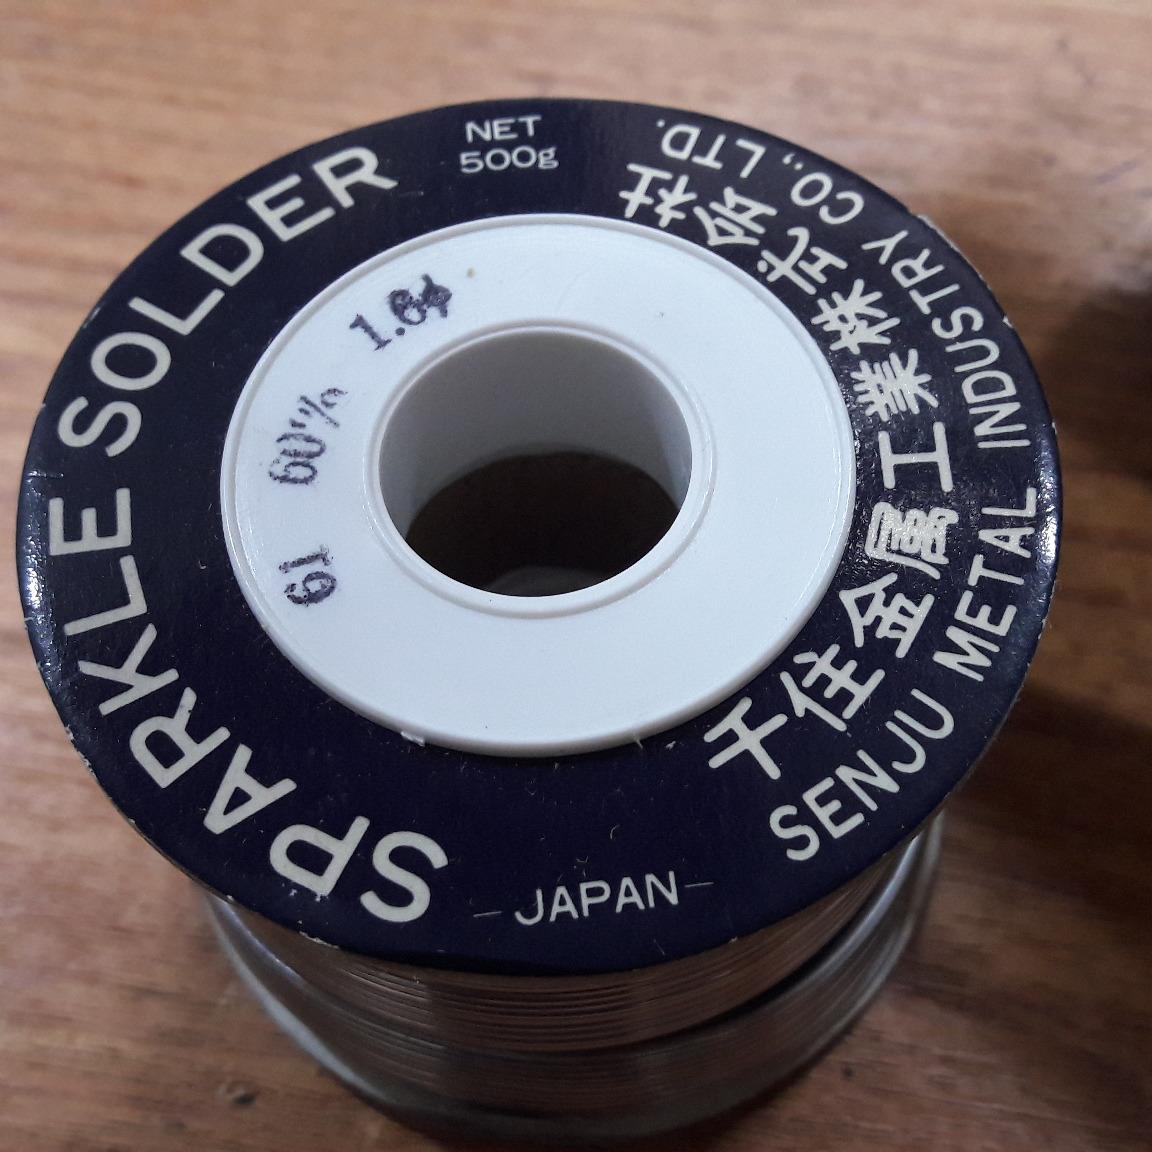 SPARKLE SOLDER
NET
500g
千住金属工業株式会社
SENJU METAL INDUSTRY CO., LTD.
-JAPAN-
61 60% 1.6φ